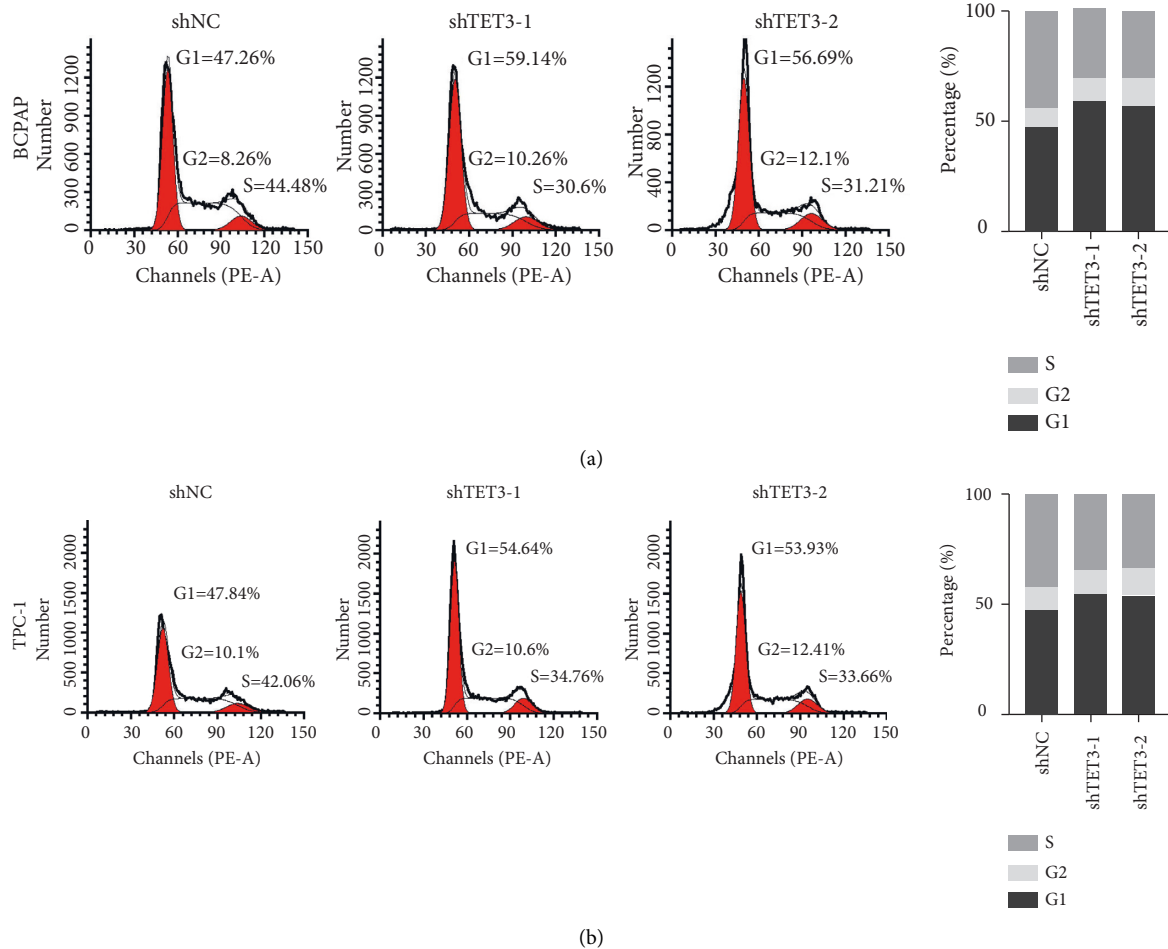 (a)
shNC
shTET3-1
shTET3-2
BCPAP
Number
1200
900
600
300
0
G1=47.26%
G2=8.26%
S=44.48%
0 30 60 90 120 150
Channels (PE-A)
Number
1200
900
600
300
0
G1=59.14%
G2=10.26%
S=30.6%
0 30 60 90 120 150
Channels (PE-A)
Number
1200
800
400
0
G1=56.69%
G2=12.1%
S=31.21%
0 30 60 90 120 150
Channels (PE-A)
Percentage (%)
100
50
0
shNC
shTET3-1
shTET3-2
S
G2
G1
(a)
shNC
shTET3-1
shTET3-2
TPC-1
Number
2000
1500
1000
500
0
G1=47.84%
G2=10.1%
S=42.06%
0 30 60 90 120 150
Channels (PE-A)
Number
2000
1500
1000
500
0
G1=54.64%
G2=10.6%
S=34.76%
0 30 60 90 120 150
Channels (PE-A)
Number
2000
1500
1000
500
0
G1=53.93%
G2=12.41%
S=33.66%
0 30 60 90 120 150
Channels (PE-A)
Percentage (%)
100
50
0
shNC
shTET3-1
shTET3-2
S
G2
G1
(b)